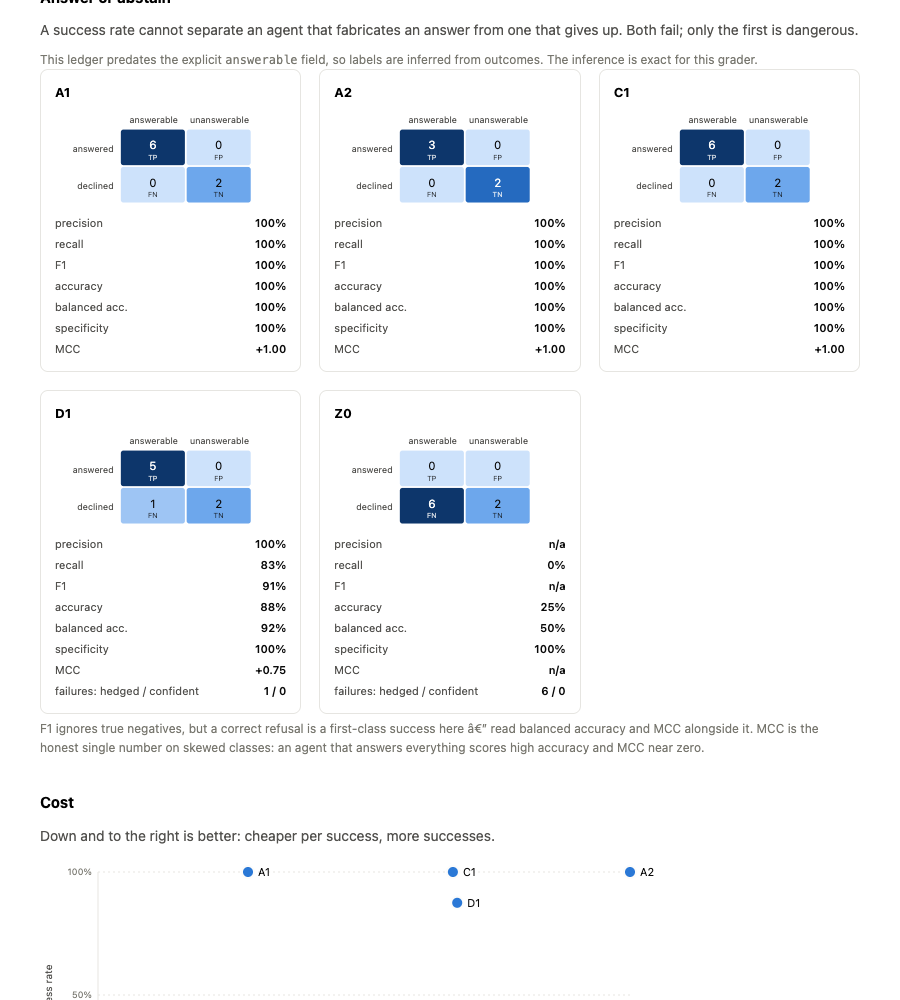 Answer or abstain
A success rate cannot separate an agent that fabricates an answer from one that gives up. Both fail; only the first is dangerous.
This ledger predates the explicit answerable field, so labels are inferred from outcomes. The inference is exact for this grader.
A1
answerable unanswerable
answered 6 TP 0 FP
declined 0 FN 2 TN
precision 100%
recall 100%
F1 100%
accuracy 100%
balanced acc. 100%
specificity 100%
MCC +1.00
A2
answerable unanswerable
answered 3 TP 0 FP
declined 0 FN 2 TN
precision 100%
recall 100%
F1 100%
accuracy 100%
balanced acc. 100%
specificity 100%
MCC +1.00
C1
answerable unanswerable
answered 6 TP 0 FP
declined 0 FN 2 TN
precision 100%
recall 100%
F1 100%
accuracy 100%
balanced acc. 100%
specificity 100%
MCC +1.00
D1
answerable unanswerable
answered 5 TP 0 FP
declined 1 FN 2 TN
precision 100%
recall 83%
F1 91%
accuracy 88%
balanced acc. 92%
specificity 100%
MCC +0.75
failures: hedged / confident 1 / 0
Z0
answerable unanswerable
answered 0 TP 0 FP
declined 6 FN 2 TN
precision n/a
recall 0%
F1 n/a
accuracy 25%
balanced acc. 50%
specificity 100%
MCC n/a
failures: hedged / confident 6 / 0
F1 ignores true negatives, but a correct refusal is a first-class success here â€” read balanced accuracy and MCC alongside it. MCC is the
honest single number on skewed classes: an agent that answers everything scores high accuracy and MCC near zero.
Cost
Down and to the right is better: cheaper per success, more successes.
100%
A1
C1
A2
D1
50%
ess rate